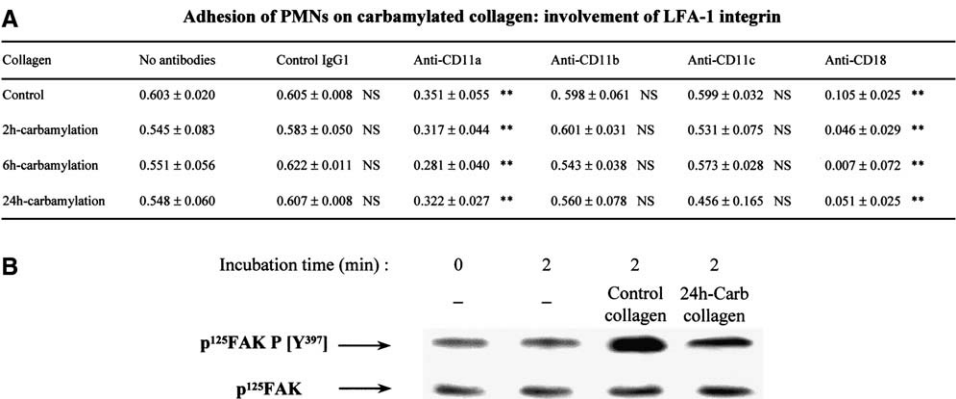 A
Adhesion of PMNs on carbamylated collagen: involvement of LFA-1 integrin
Collagen No antibodies Control IgG1 Anti-CD11a Anti-CD11b Anti-CD11c Anti-CD18
Control 0.603 ± 0.020 0.605 ± 0.008 NS 0.351 ± 0.055 ** 0. 598 ± 0.061 NS 0.599 ± 0.032 NS 0.105 ± 0.025 **
2h-carbamylation 0.545 ± 0.083 0.583 ± 0.050 NS 0.317 ± 0.044 ** 0.601 ± 0.031 NS 0.531 ± 0.075 NS 0.046 ± 0.029 **
6h-carbamylation 0.551 ± 0.056 0.622 ± 0.011 NS 0.281 ± 0.040 ** 0.543 ± 0.038 NS 0.573 ± 0.028 NS 0.007 ± 0.072 **
24h-carbamylation 0.548 ± 0.060 0.607 ± 0.008 NS 0.322 ± 0.027 ** 0.560 ± 0.078 NS 0.456 ± 0.165 NS 0.051 ± 0.025 **
B
Incubation time (min) : 0 2 2 2
– – Control 24h-Carb
collagen collagen
p¹²⁵FAK P [Y³⁹⁷]
p¹²⁵FAK